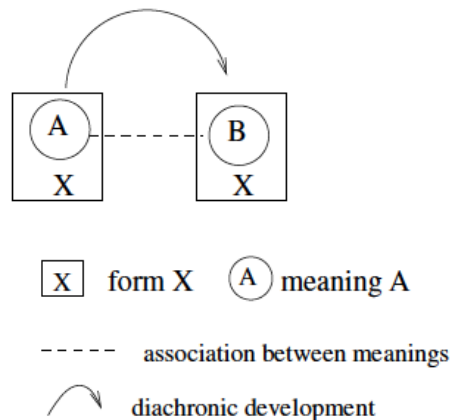 A B
X X
X form X A meaning A
association between meanings
diachronic development